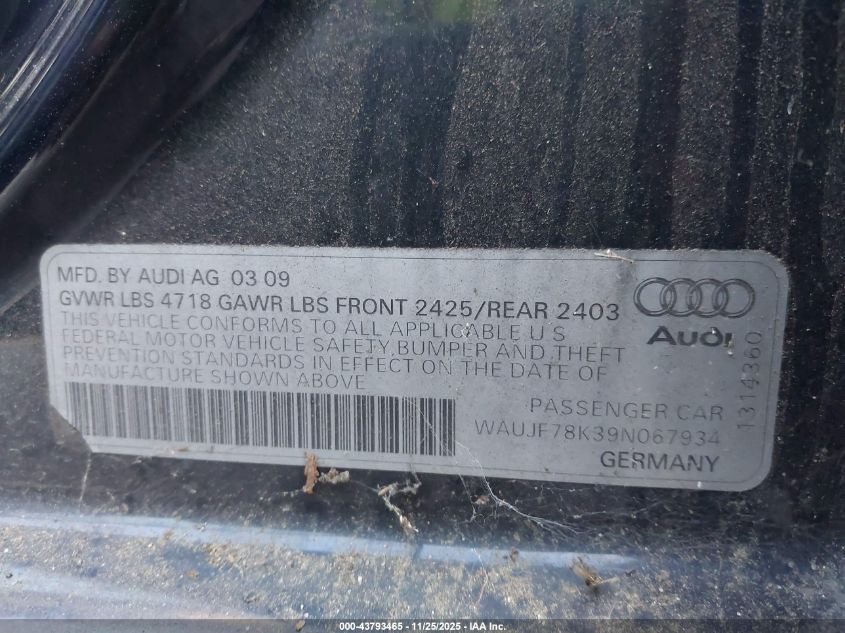 MFD. BY AUDI AG 03 09
GVWR LBS 4718 GAWR LBS FRONT 2425/REAR 2403
THIS VEHICLE CONFORMS TO ALL APPLICABLE U S
FEDERAL MOTOR VEHICLE SAFETY, BUMPER AND THEFT
PREVENTION STANDARDS IN EFFECT ON THE DATE OF
MANUFACTURE SHOWN ABOVE
Audi
1314360
PASSENGER CAR
WAUJF78K39N067934
GERMANY
000-43793465 - 11/25/2025 - IAA Inc.